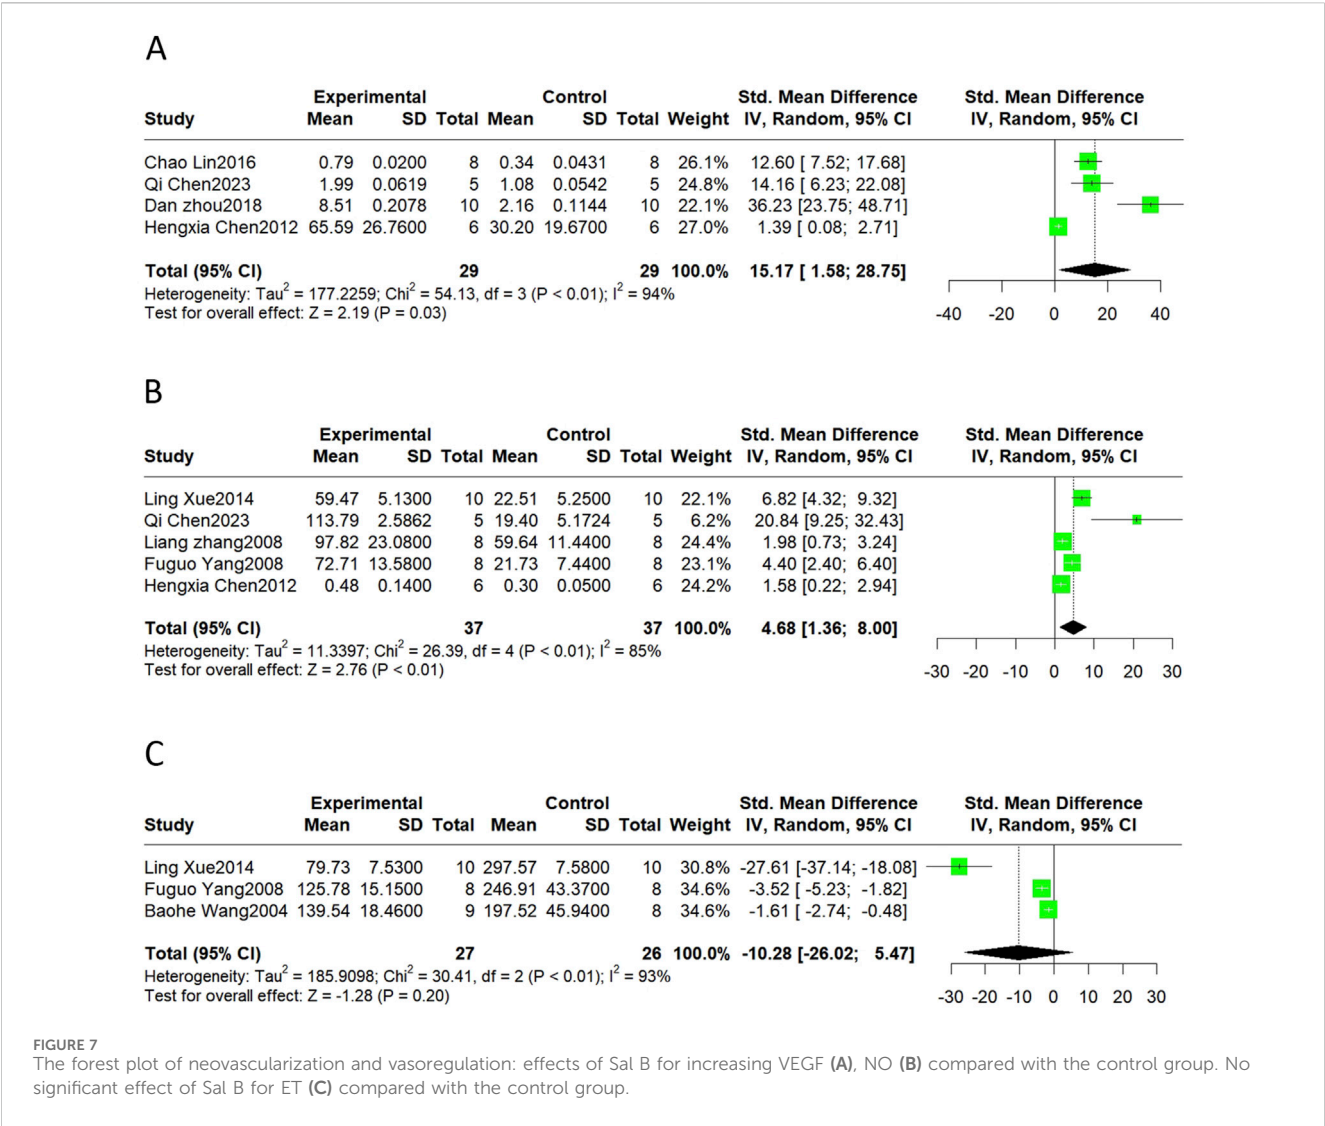 A
Experimental Control Std. Mean Difference Std. Mean Difference
Study Mean SD Total Mean SD Total Weight IV, Random, 95% CI IV, Random, 95% CI
Chao Lin2016 0.79 0.0200 8 0.34 0.0431 8 26.1% 12.60 [ 7.52; 17.68]
Qi Chen2023 1.99 0.0619 5 1.08 0.0542 5 24.8% 14.16 [ 6.23; 22.08]
Dan zhou2018 8.51 0.2078 10 2.16 0.1144 10 22.1% 36.23 [23.75; 48.71]
Hengxia Chen2012 65.59 26.7600 6 30.20 19.6700 6 27.0% 1.39 [ 0.08; 2.71]
Total (95% CI) 29 29 100.0% 15.17 [ 1.58; 28.75]
Heterogeneity: Tau² = 177.2259; Chi² = 54.13, df = 3 (P < 0.01); I² = 94%
Test for overall effect: Z = 2.19 (P = 0.03)
-40 -20 0 20 40
B
Experimental Control Std. Mean Difference Std. Mean Difference
Study Mean SD Total Mean SD Total Weight IV, Random, 95% CI IV, Random, 95% CI
Ling Xue2014 59.47 5.1300 10 22.51 5.2500 10 22.1% 6.82 [4.32; 9.32]
Qi Chen2023 113.79 2.5862 5 19.40 5.1724 5 6.2% 20.84 [9.25; 32.43]
Liang zhang2008 97.82 23.0800 8 59.64 11.4400 8 24.4% 1.98 [0.73; 3.24]
Fuguo Yang2008 72.71 13.5800 8 21.73 7.4400 8 23.1% 4.40 [2.40; 6.40]
Hengxia Chen2012 0.48 0.1400 6 0.30 0.0500 6 24.2% 1.58 [0.22; 2.94]
Total (95% CI) 37 37 100.0% 4.68 [1.36; 8.00]
Heterogeneity: Tau² = 11.3397; Chi² = 26.39, df = 4 (P < 0.01); I² = 85%
Test for overall effect: Z = 2.76 (P < 0.01)
-30 -20 -10 0 10 20 30
C
Experimental Control Std. Mean Difference Std. Mean Difference
Study Mean SD Total Mean SD Total Weight IV, Random, 95% CI IV, Random, 95% CI
Ling Xue2014 79.73 7.5300 10 297.57 7.5800 10 30.8% -27.61 [-37.14; -18.08]
Fuguo Yang2008 125.78 15.1500 8 246.91 43.3700 8 34.6% -3.52 [ -5.23; -1.82]
Baohe Wang2004 139.54 18.4600 9 197.52 45.9400 8 34.6% -1.61 [ -2.74; -0.48]
Total (95% CI) 27 26 100.0% -10.28 [-26.02; 5.47]
Heterogeneity: Tau² = 185.9098; Chi² = 30.41, df = 2 (P < 0.01); I² = 93%
Test for overall effect: Z = -1.28 (P = 0.20)
-30 -20 -10 0 10 20 30
FIGURE 7
The forest plot of neovascularization and vasoregulation: effects of Sal B for increasing VEGF (A), NO (B) compared with the control group. No
significant effect of Sal B for ET (C) compared with the control group.